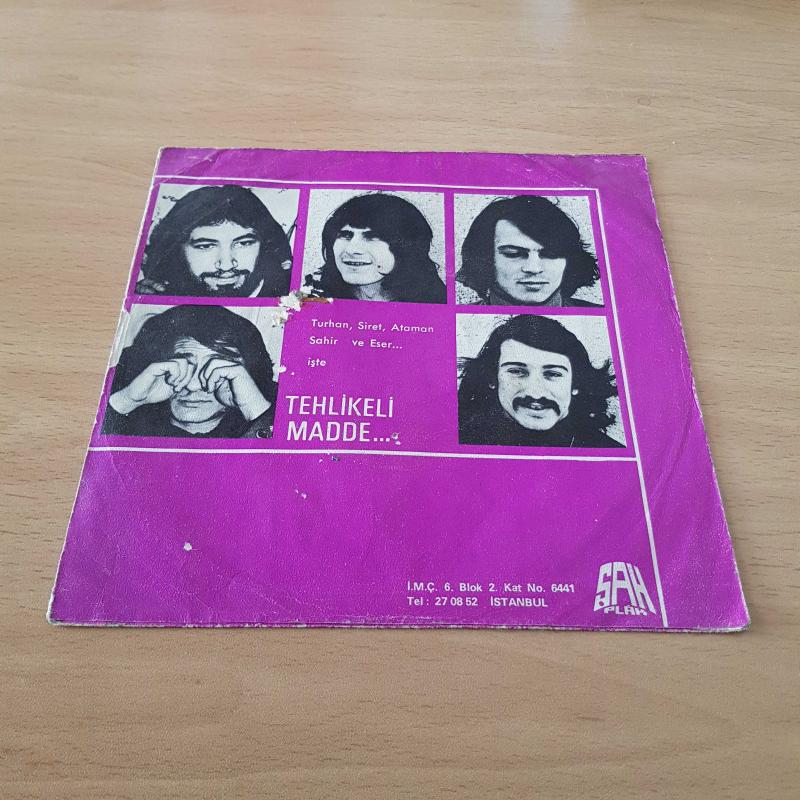 Turhan, Siret, Ataman
Sahir ve Eser...
işte
TEHLİKELİ
MADDE...
İ.M.Ç. 6. Blok 2. Kat No. 6441
Tel : 27 08 52 İSTANBUL
ŞAH
PLAK